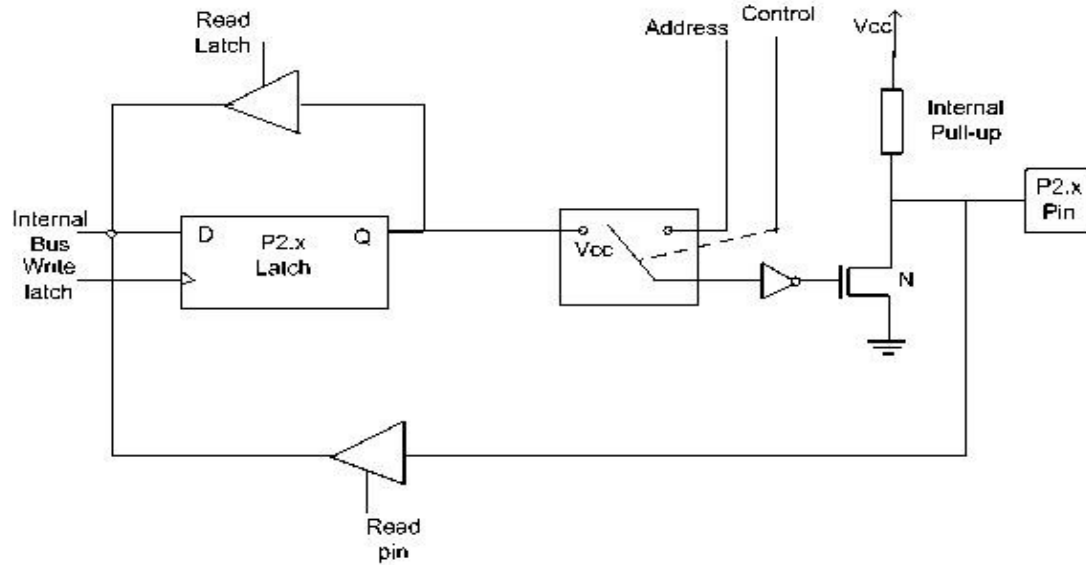 Read
Latch
Address
Control
Vcc
Internal
Pull-up
P2.x
Pin
Internal
Bus
Write
latch
D
P2.x
Latch
Q
Vcc
N
Read
pin